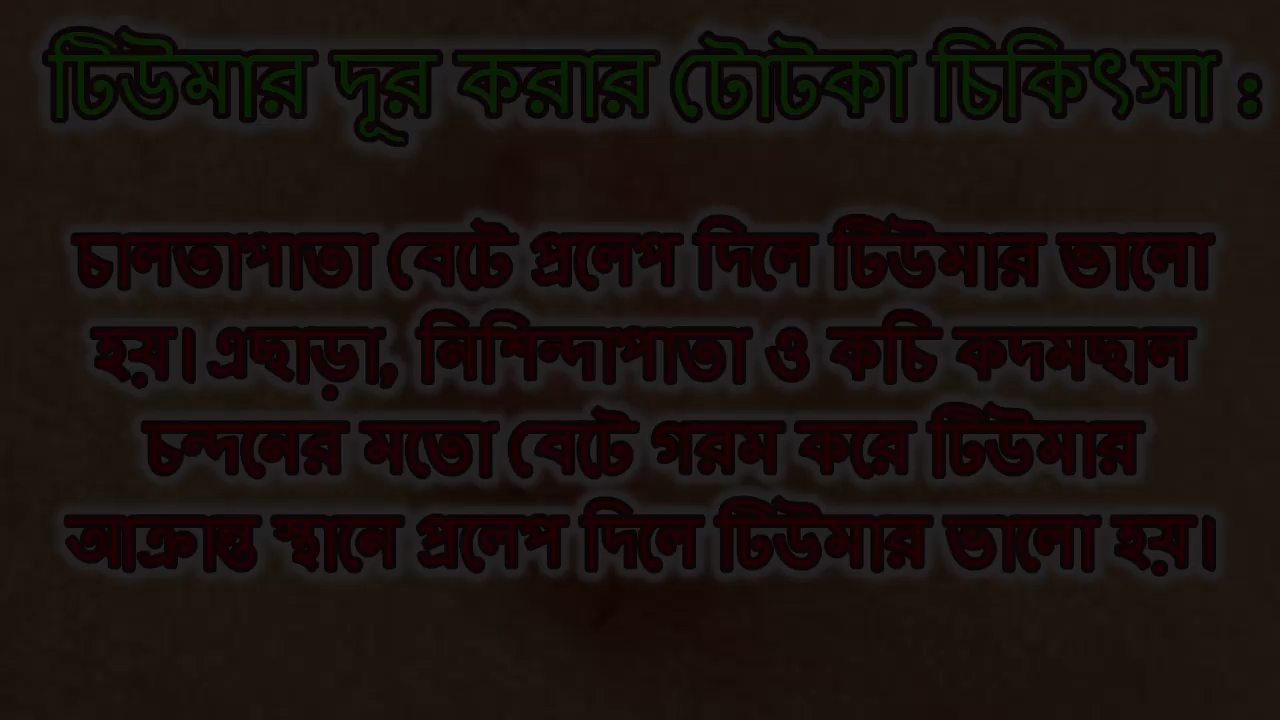 টিউমার দূর করার টোটকা চিকিৎসা :
চালতাপাতা বেটে প্রলেপ দিলে টিউমার ভালো
হয়। এছাড়া, নিশিন্দাপাতা ও কচি কদমছাল
চন্দনের মতো বেটে গরম করে টিউমার
আক্রান্ত স্থানে প্রলেপ দিলে টিউমার ভালো হয়।